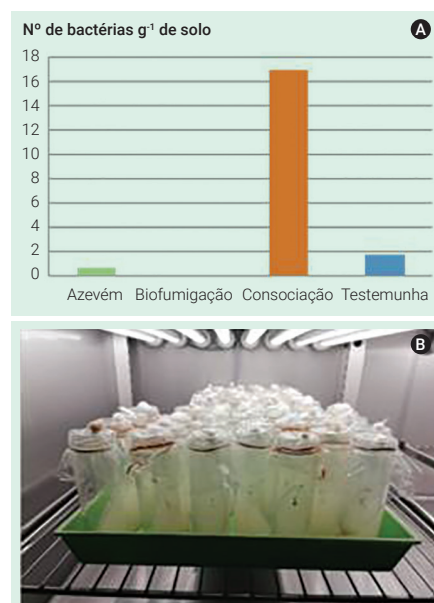 Nº de bactérias g⁻¹ de solo
A
18
16
14
12
10
8
6
4
2
0
Azevém Biofumigação Consociação Testemunha
B